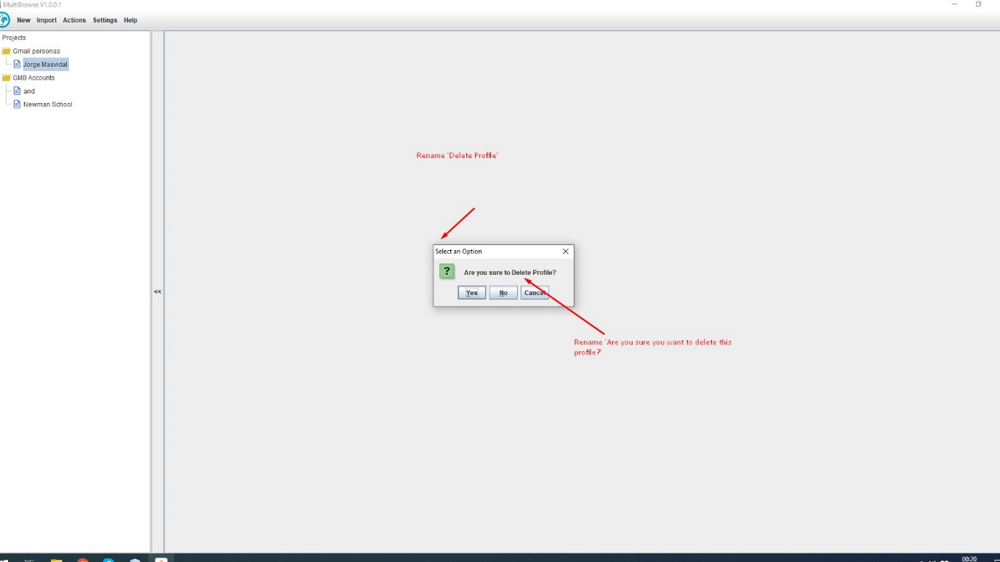 MultiBrowse V1.0.0.1
New Import Actions Settings Help
Projects
Gmail personas
Jorge Masvidal
GMB Accounts
and
Newman School
<<
Rename 'Delete Profile'
Select an Option
Are you sure to Delete Profile?
Yes No Cancel
Rename 'Are you sure you want to delete this
profile?'
00:20